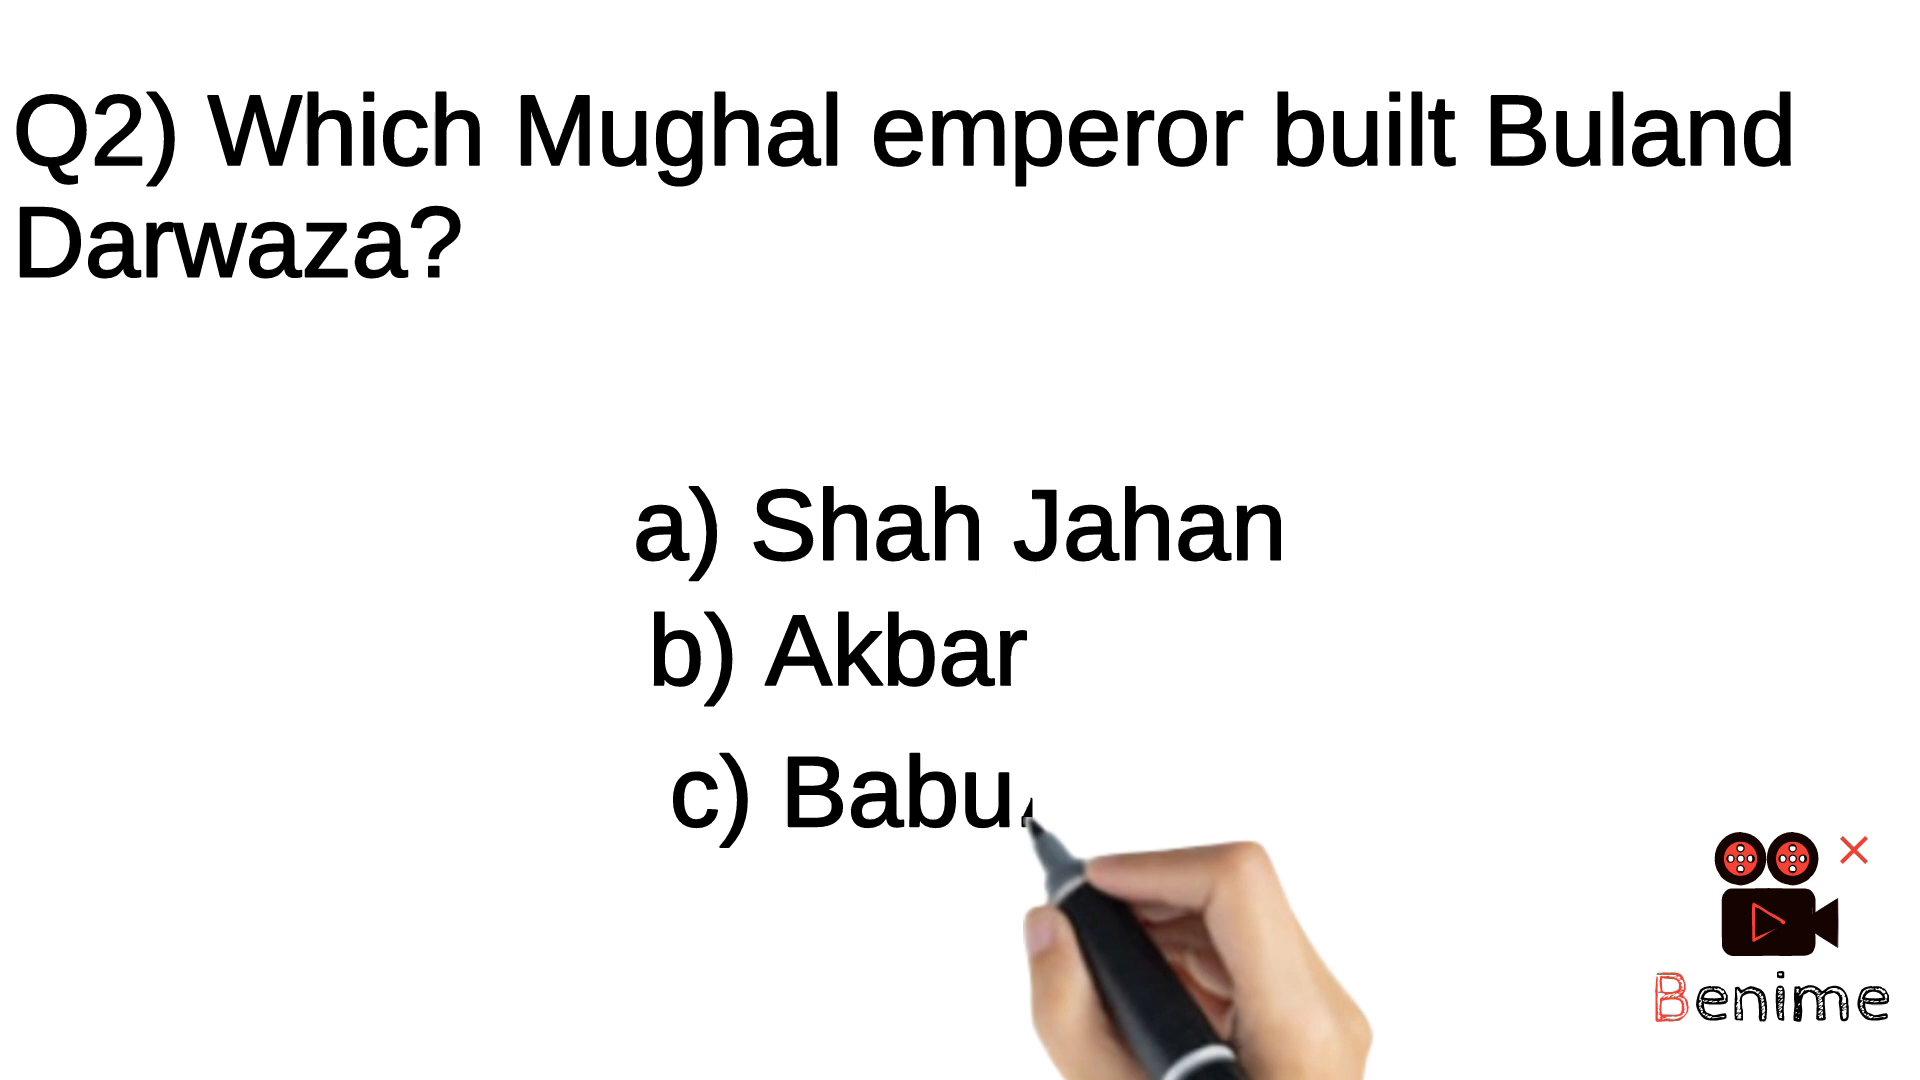 Q2) Which Mughal emperor built Buland
Darwaza?
a) Shah Jahan
b) Akbar
c) Babu
Benime